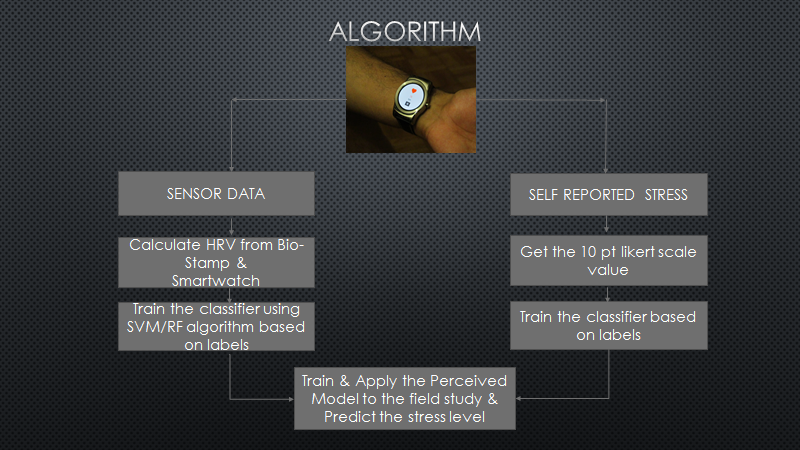 ALGORITHM
SENSOR DATA
SELF REPORTED STRESS
Calculate HRV from Bio-
Stamp &
Smartwatch
Get the 10 pt likert scale
value
Train the classifier using
SVM/RF algorithm based
on labels
Train the classifier based
on labels
Train & Apply the Perceived
Model to the field study &
Predict the stress level